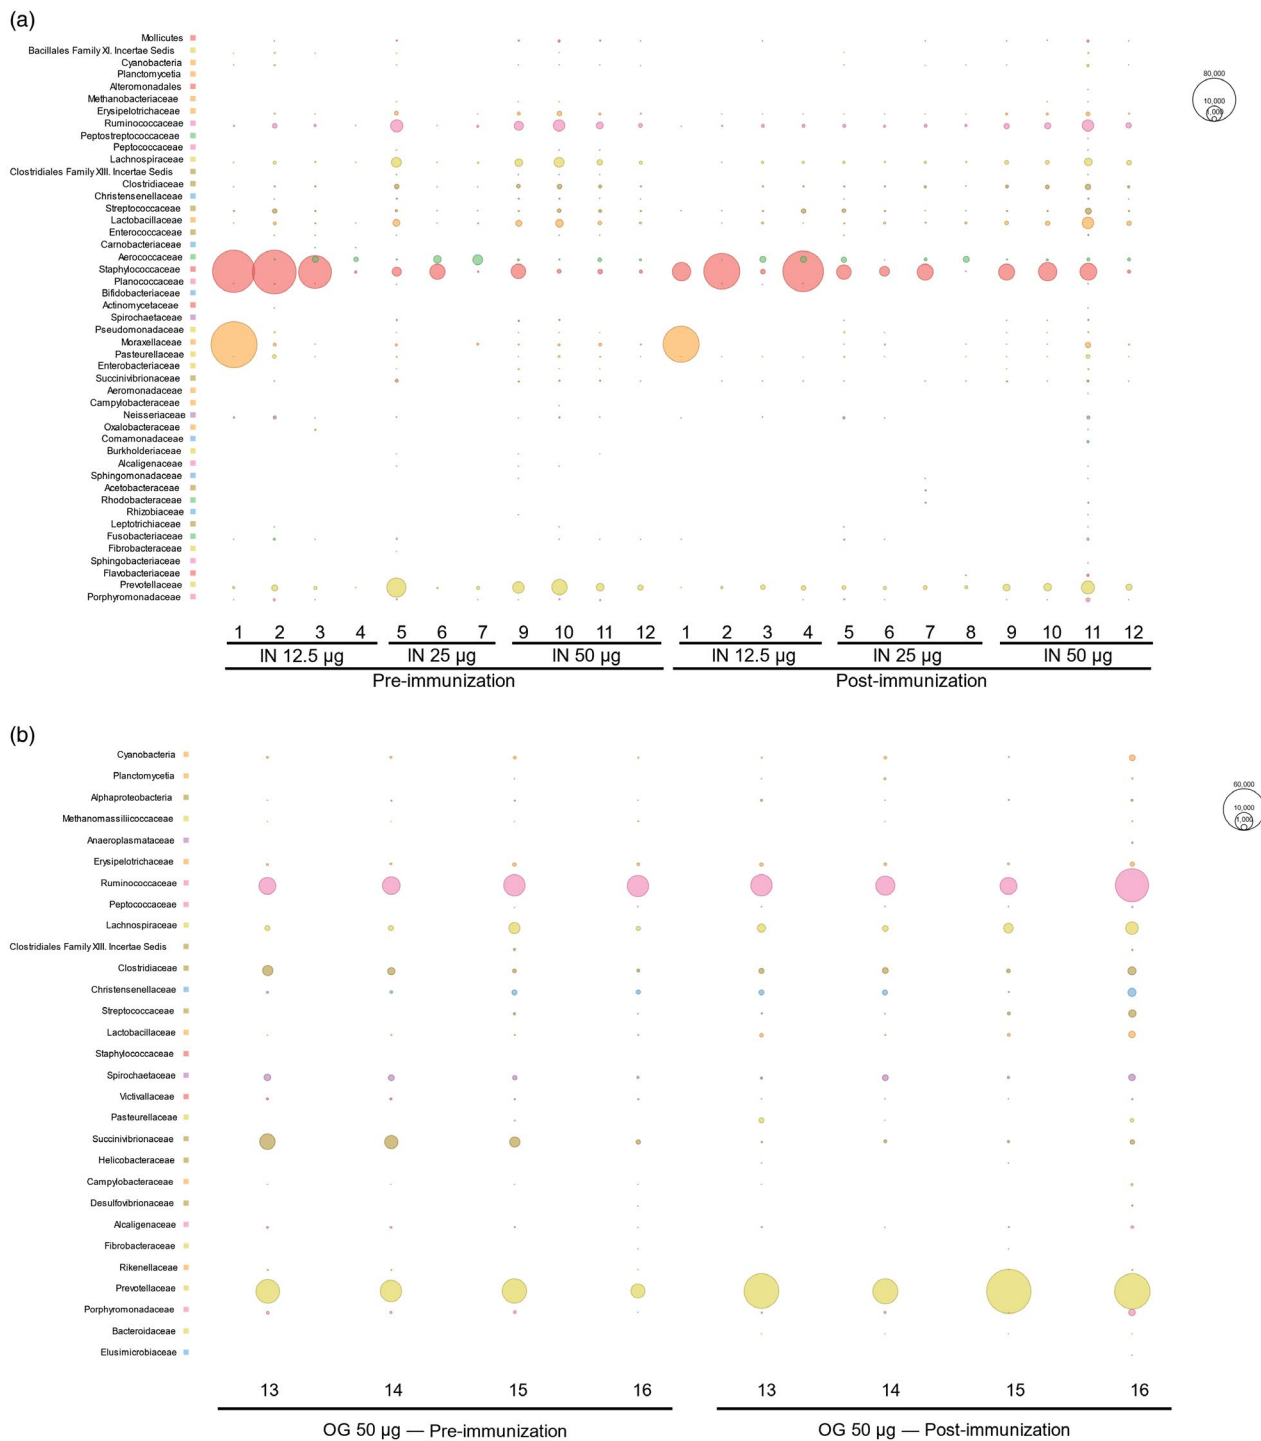 (a)
Mollicutes
Bacillales Family XI. Incertae Sedis
Cyanobacteria
Planctomycetia
80,000
Alteromonadales
Methanobacteriaceae
10,000
Erysipelotrichaceae
1,000
Ruminococcaceae
Peptostreptococcaceae
Peptococcaceae
Lachnospiraceae
Clostridiales Family XIII. Incertae Sedis
Clostridiaceae
Christensenellaceae
Streptococcaceae
Lactobacillaceae
Enterococcaceae
Carnobacteriaceae
Aerococcaceae
Staphylococcaceae
Planococcaceae
Bifidobacteriaceae
Actinomycetaceae
Spirochaetaceae
Pseudomonadaceae
Moraxellaceae
Pasteurellaceae
Enterobacteriaceae
Succinivibrionaceae
Aeromonadaceae
Campylobacteraceae
Neisseriaceae
Oxalobacteraceae
Comamonadaceae
Burkholderiaceae
Alcaligenaceae
Sphingomonadaceae
Acetobacteraceae
Rhodobacteraceae
Rhizobiaceae
Leptotrichiaceae
Fusobacteriaceae
Fibrobacteraceae
Sphingobacteriaceae
Flavobacteriaceae
Prevotellaceae
Porphyromonadaceae
1 2 3 4 5 6 7 9 10 11 12 1 2 3 4 5 6 7 8 9 10 11 12
IN 12.5 µg IN 25 µg IN 50 µg IN 12.5 µg IN 25 µg IN 50 µg
Pre-immunization Post-immunization
(b)
Cyanobacteria
Planctomycetia
60,000
Alphaproteobacteria
10,000
Methanomassiliicoccaceae
1,000
Anaeroplasmataceae
Erysipelotrichaceae
Ruminococcaceae
Peptococcaceae
Lachnospiraceae
Clostridiales Family XIII. Incertae Sedis
Clostridiaceae
Christensenellaceae
Streptococcaceae
Lactobacillaceae
Staphylococcaceae
Spirochaetaceae
Victivallaceae
Pasteurellaceae
Succinivibrionaceae
Helicobacteraceae
Campylobacteraceae
Desulfovibrionaceae
Alcaligenaceae
Fibrobacteraceae
Rikenellaceae
Prevotellaceae
Porphyromonadaceae
Bacteroidaceae
Elusimicrobiaceae
13 14 15 16 13 14 15 16
OG 50 µg — Pre-immunization OG 50 µg — Post-immunization